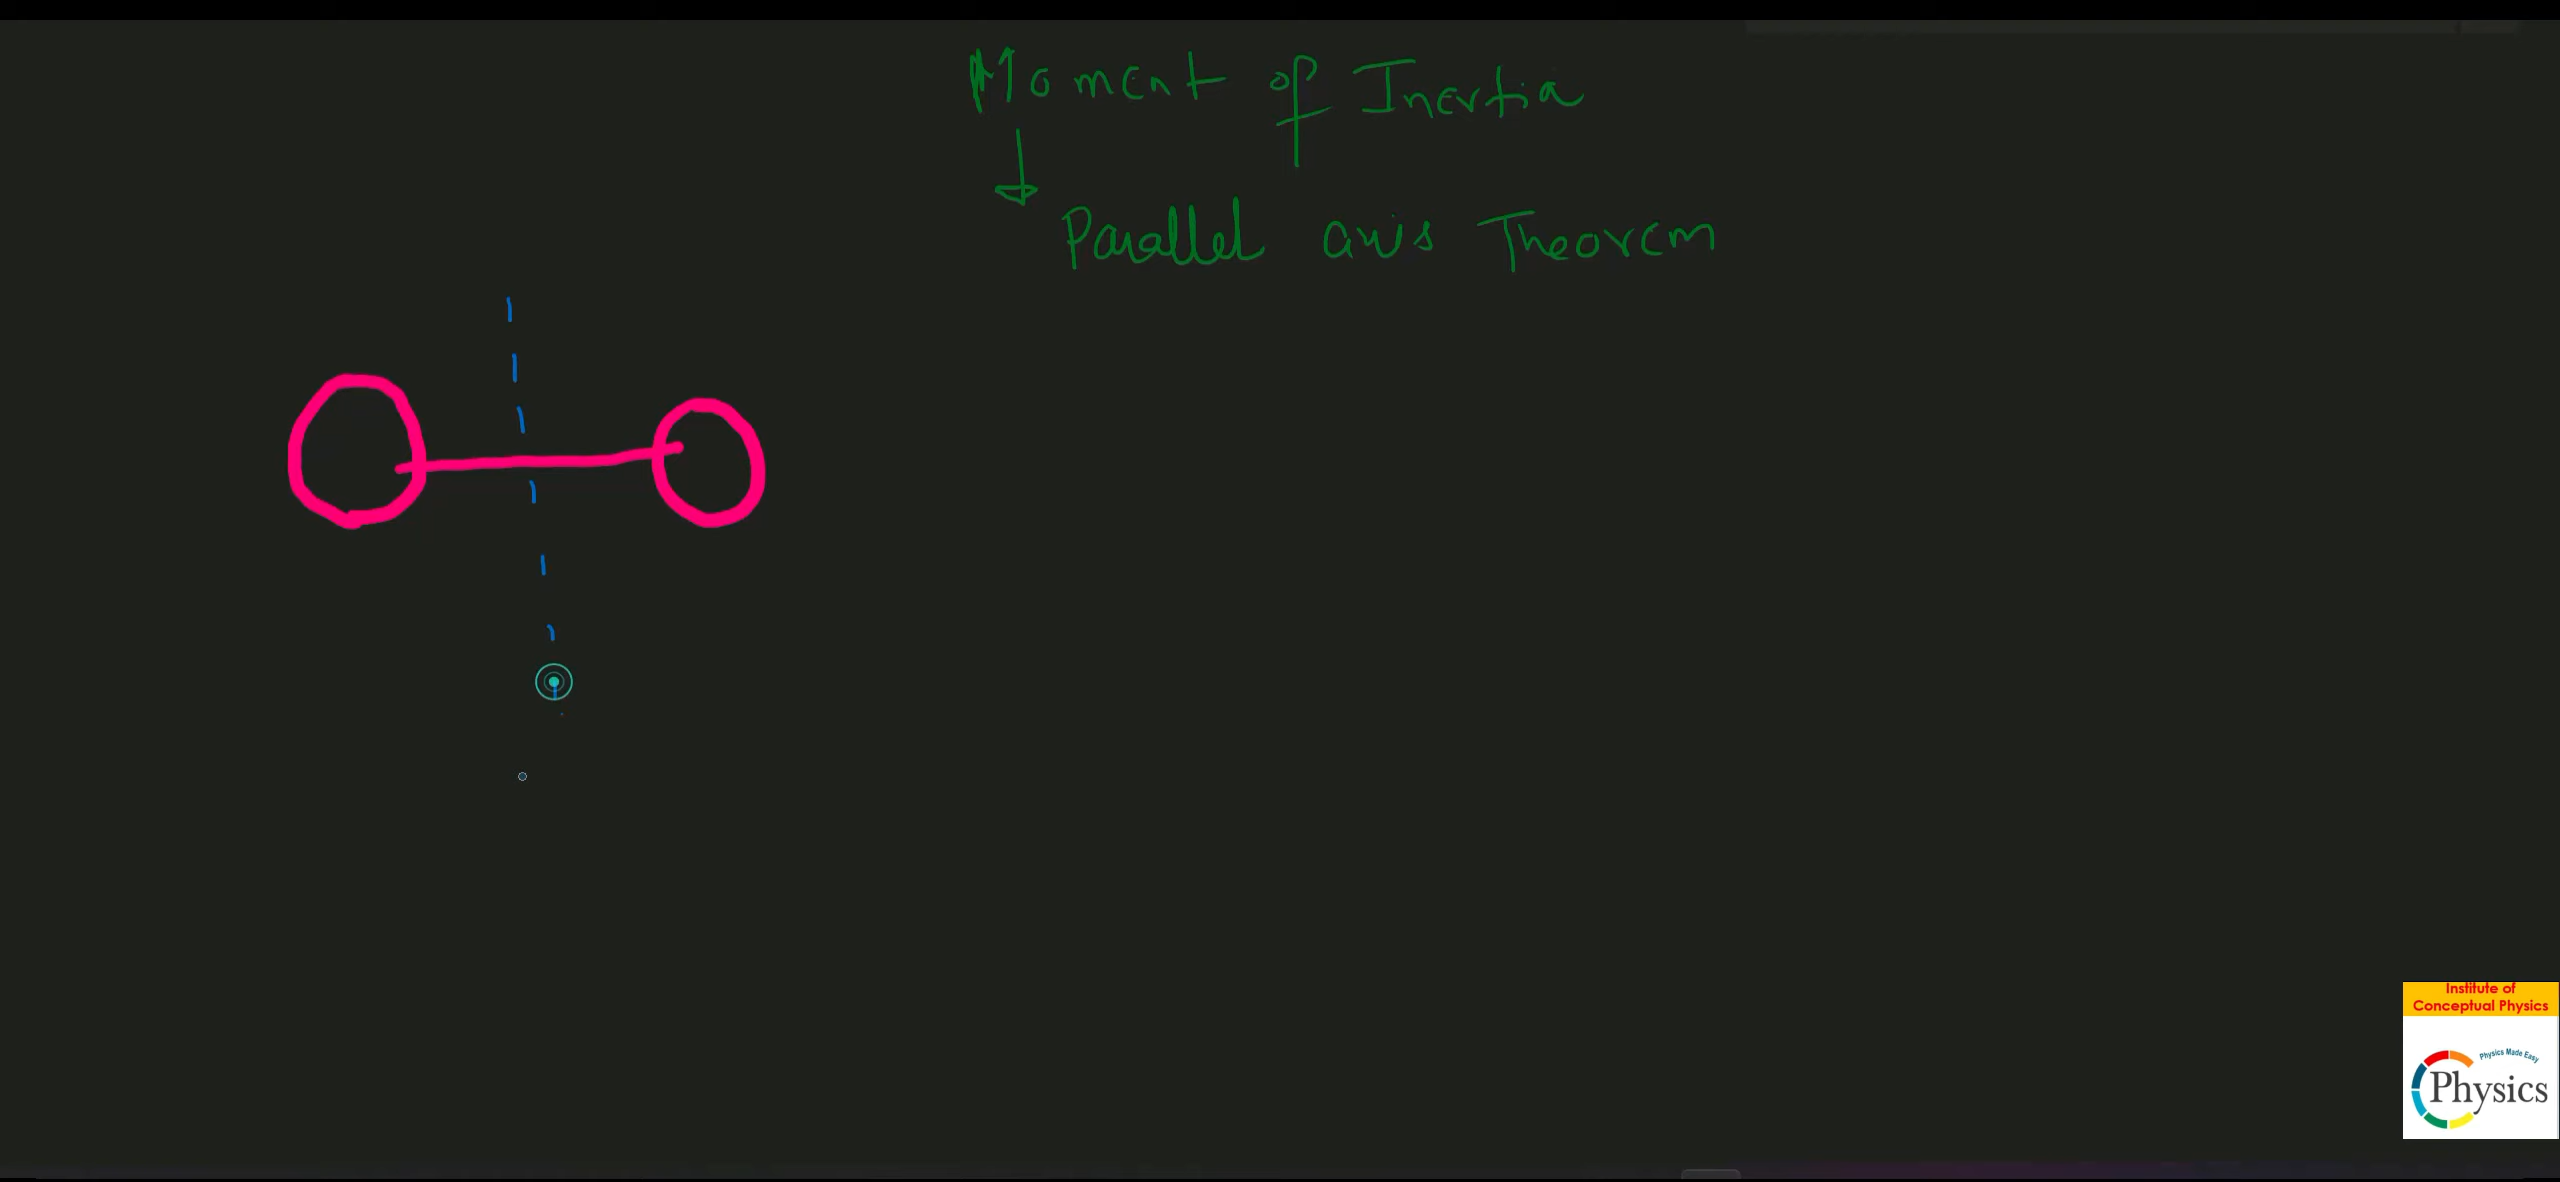 Moment of Inertia
Parallel axis Theorem
Institute of
Conceptual Physics
Physics Made Easy
Physics